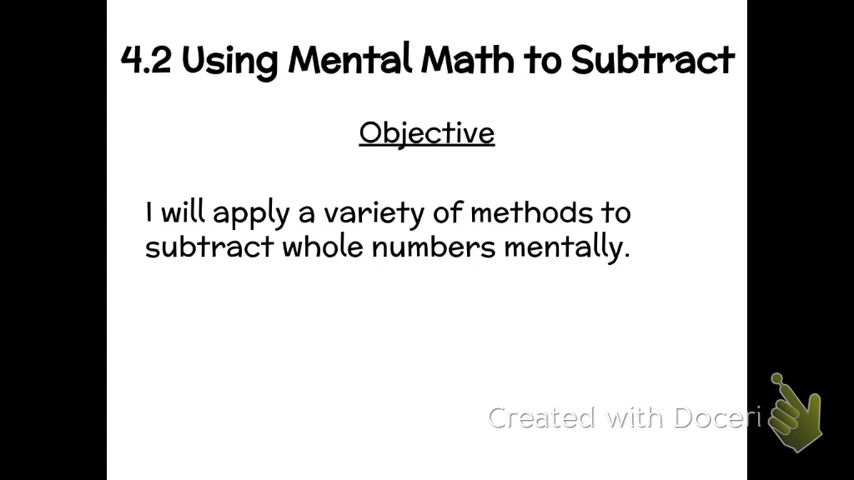 4.2 Using Mental Math to Subtract
Objective
I will apply a variety of methods to
subtract whole numbers mentally.
Created with Doceri